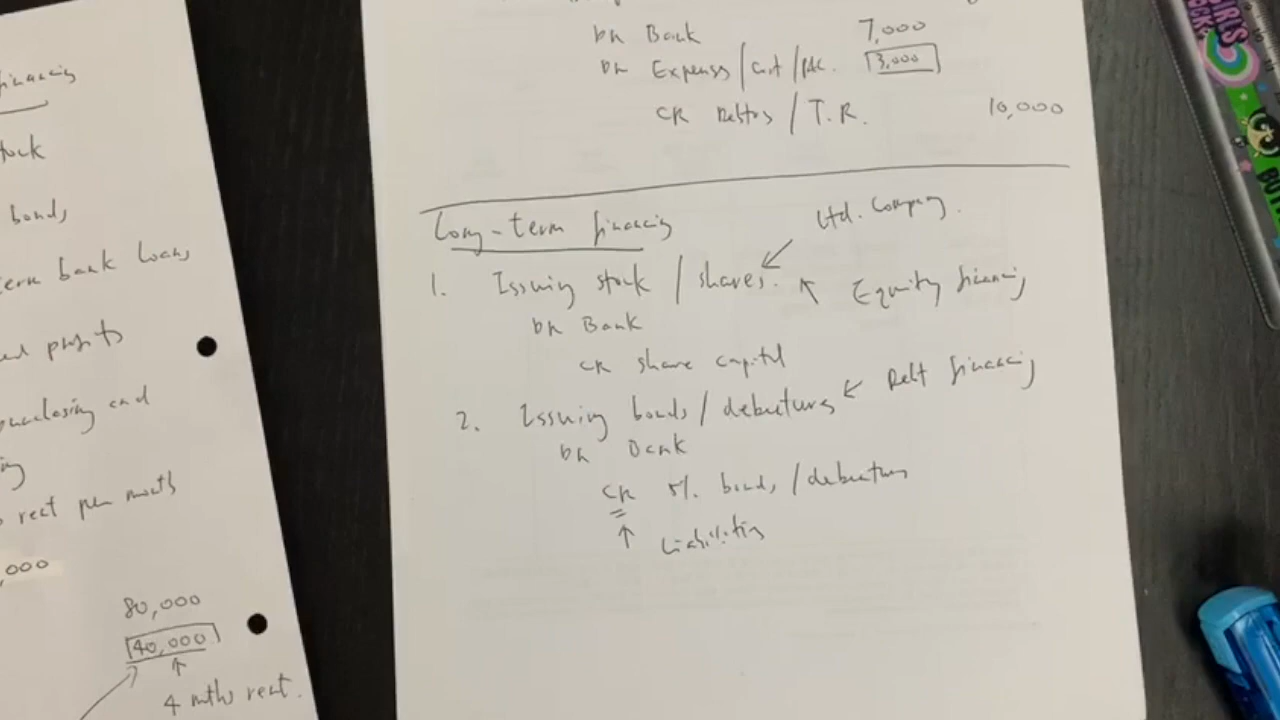 financing
stock
bonds
term bank loans
profits
purchasing and
rent per month
,000
80,000
40,000
↑
4 mths rent.
DR Bank 7,000
DR Expenses / Cost / 3,000
CR Debtors / T.R. 10,000
Long-term financing
Ltd. Company.
1. Issuing stock / shares. Equity financing
DR Bank
CR share capital
2. Issuing bonds / debentures ← Debt financing
DR Bank
CR 5% bonds / debentures
↑ Liabilities
GIRLS
ROCK